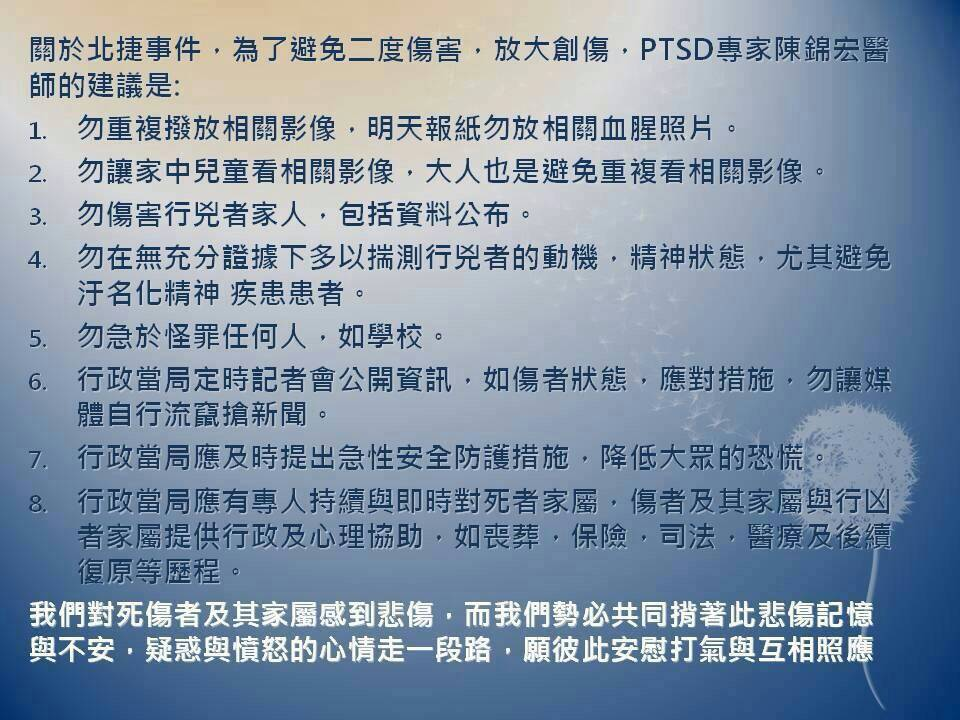 關於北捷事件，為了避免二度傷害，放大創傷，PTSD專家陳錦宏醫
師的建議是:
1. 勿重複撥放相關影像，明天報紙勿放相關血腥照片。
2. 勿讓家中兒童看相關影像，大人也是避免重複看相關影像。
3. 勿傷害行兇者家人，包括資料公布。
4. 勿在無充分證據下多以揣測行兇者的動機，精神狀態，尤其避免
汙名化精神 疾患患者。
5. 勿急於怪罪任何人，如學校。
6. 行政當局定時記者會公開資訊，如傷者狀態，應對措施，勿讓媒
體自行流竄搶新聞。
7. 行政當局應及時提出急性安全防護措施，降低大眾的恐慌。
8. 行政當局應有專人持續與即時對死者家屬，傷者及其家屬與行凶
者家屬提供行政及心理協助，如喪葬，保險，司法，醫療及後續
復原等歷程。
我們對死傷者及其家屬感到悲傷，而我們勢必共同揹著此悲傷記憶
與不安，疑惑與憤怒的心情走一段路，願彼此安慰打氣與互相照應